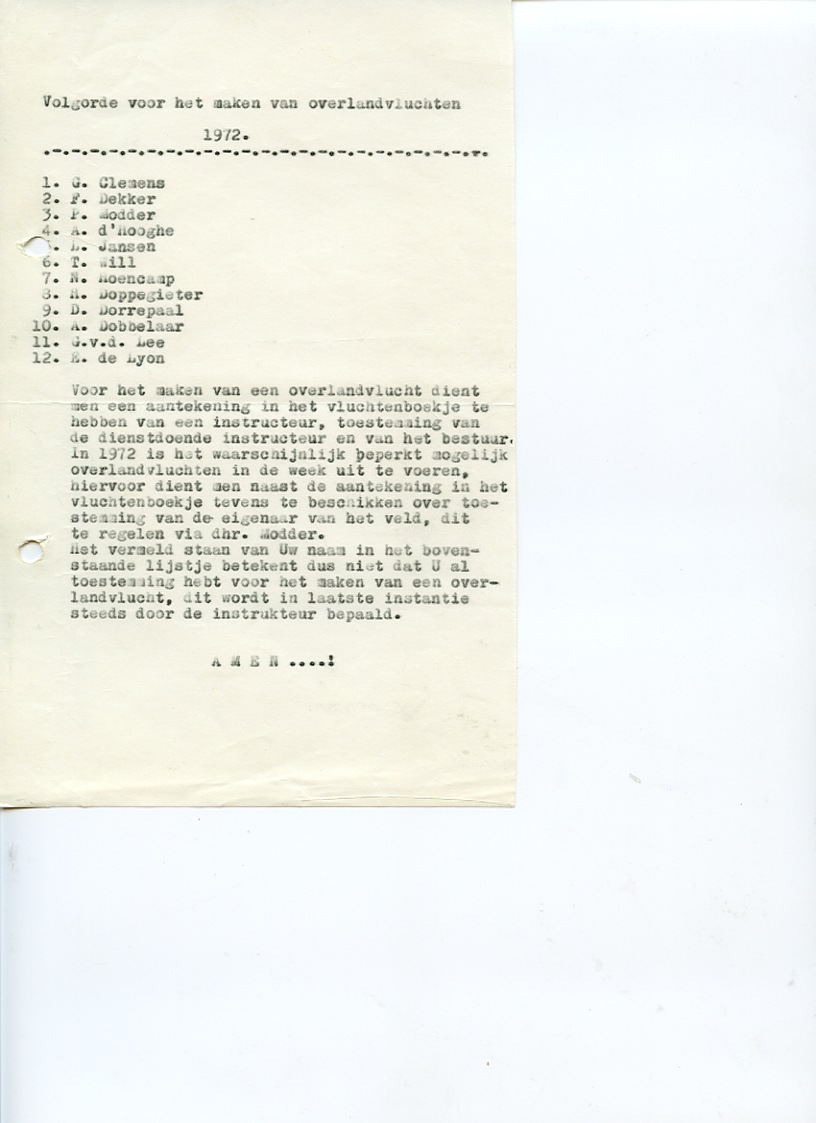 Volgorde voor het maken van overlandvluchten
1972.
.-.-.-.-.-.-.-.-.-.-.-.-.-.-.-.-.-.-.-.-.-.
1. G. Clemens
2. F. Dekker
3. P. Modder
4. A. d'Hooghe
5. L. Jansen
6. T. Will
7. N. Hoencamp
8. H. Doppegieter
9. D. Dorrepaal
10. A. Dobbelaar
11. G.v.d. Lee
12. E. de Lyon
Voor het maken van een overlandvlucht dient
men een aantekening in het vluchtenboekje te
hebben van een instructeur, toestemming van
de dienstdoende instructeur en van het bestuur.
In 1972 is het waarschijnlijk beperkt mogelijk
overlandvluchten in de week uit te voeren,
hiervoor dient men naast de aantekening in het
vluchtenboekje tevens te beschikken over toe-
stemming van de eigenaar van het veld, dit
te regelen via dhr. Modder.
Het vermeld staan van Uw naam in het boven-
staande lijstje betekent dus niet dat U al
toestemming hebt voor het maken van een over-
landvlucht, dit wordt in laatste instantie
steeds door de instrukteur bepaald.
A M E N ....!